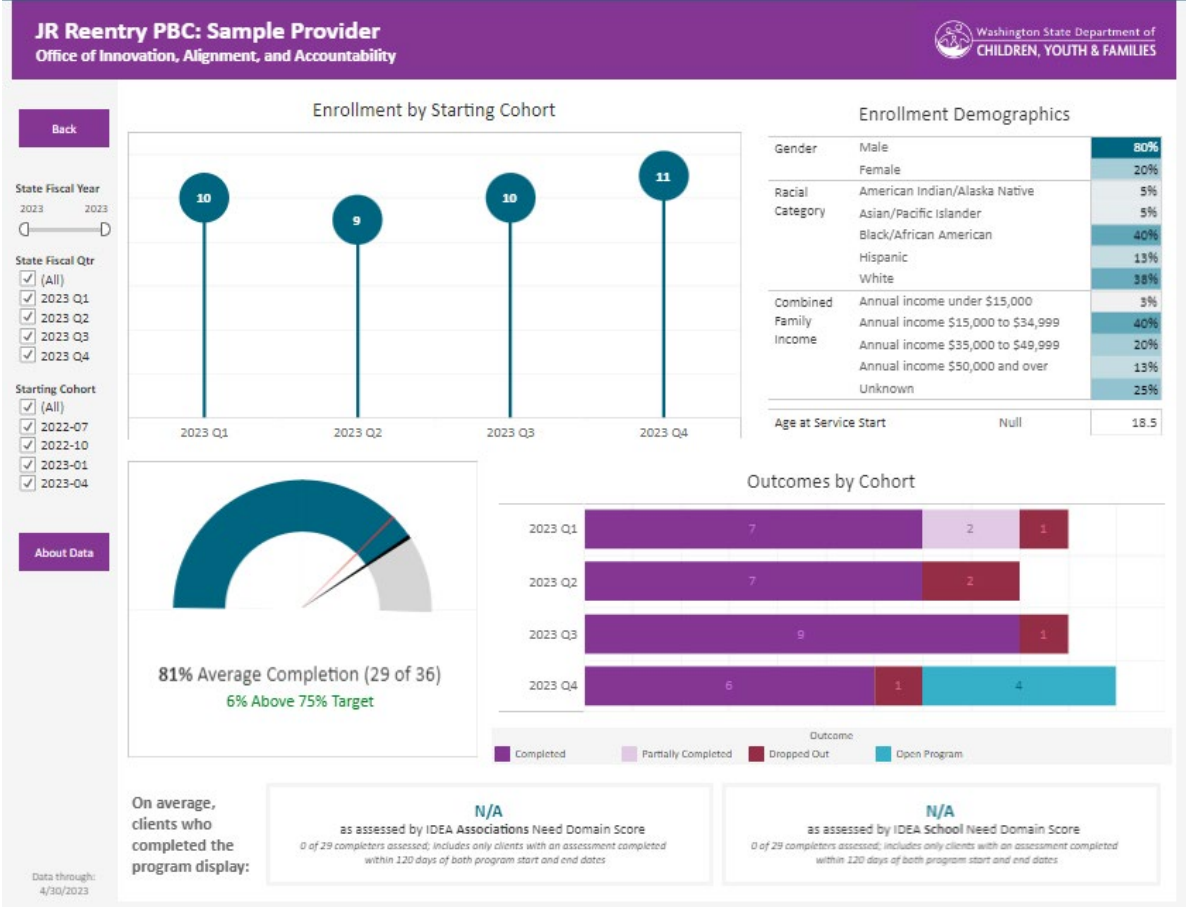 JR Reentry PBC: Sample Provider
Office of Innovation, Alignment, and Accountability
Washington State Department of
CHILDREN, YOUTH & FAMILIES
Back
State Fiscal Year
2023 2023
State Fiscal Qtr
(All)
2023 Q1
2023 Q2
2023 Q3
2023 Q4
Starting Cohort
(All)
2022-07
2022-10
2023-01
2023-04
About Data
Data through:
4/30/2023
Enrollment by Starting Cohort
10
9
10
11
2023 Q1 2023 Q2 2023 Q3 2023 Q4
Enrollment Demographics
Gender Male 80%
Female 20%
Racial American Indian/Alaska Native 5%
Category Asian/Pacific Islander 5%
Black/African American 40%
Hispanic 13%
White 38%
Combined Annual income under $15,000 3%
Family Annual income $15,000 to $34,999 40%
Income Annual income $35,000 to $49,999 20%
Annual income $50,000 and over 13%
Unknown 25%
Age at Service Start Null 18.5
81% Average Completion (29 of 36)
6% Above 75% Target
Outcomes by Cohort
2023 Q1 7 2 1
2023 Q2 7 2
2023 Q3 9 1
2023 Q4 6 1 4
Outcome
Completed Partially Completed Dropped Out Open Program
On average,
clients who
completed the
program display:
N/A
as assessed by IDEA Associations Need Domain Score
0 of 29 completers assessed; includes only clients with an assessment completed
within 120 days of both program start and end dates
N/A
as assessed by IDEA School Need Domain Score
0 of 29 completers assessed; includes only clients with an assessment completed
within 120 days of both program start and end dates